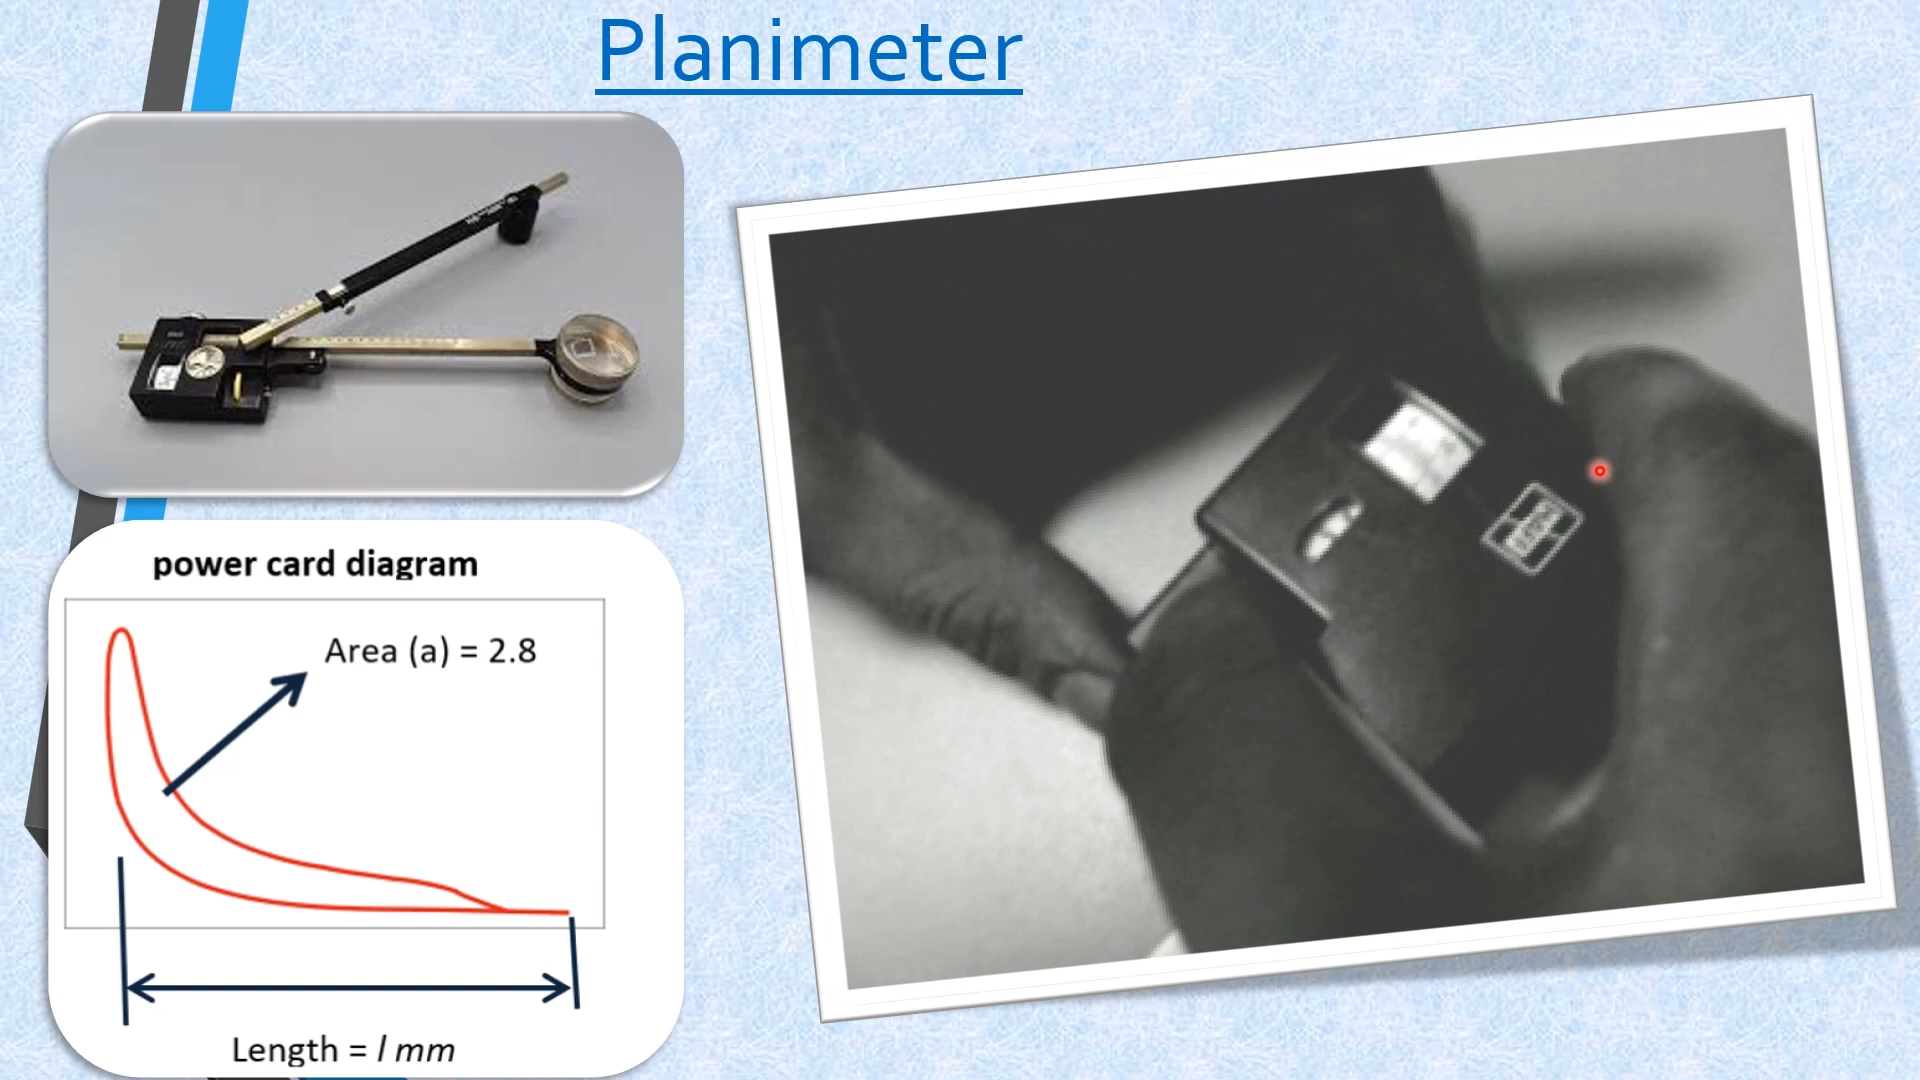 Planimeter
power card diagram
Area (a) = 2.8
Length = l mm